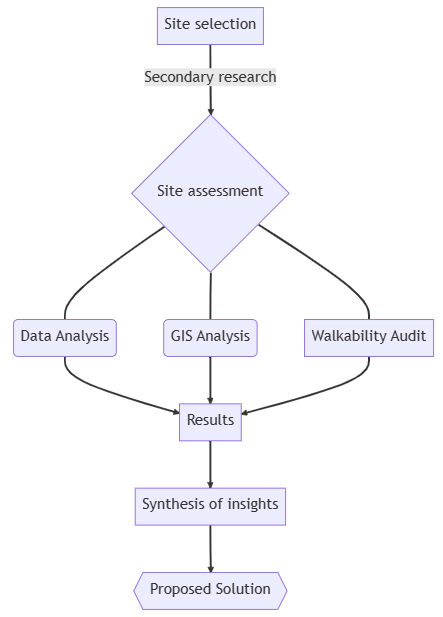 Site selection
Secondary research
Site assessment
Data Analysis
GIS Analysis
Walkability Audit
Results
Synthesis of insights
Proposed Solution